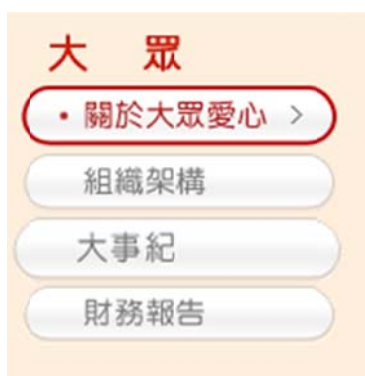 大 眾
• 關於大眾愛心 >
組織架構
大事紀
財務報告